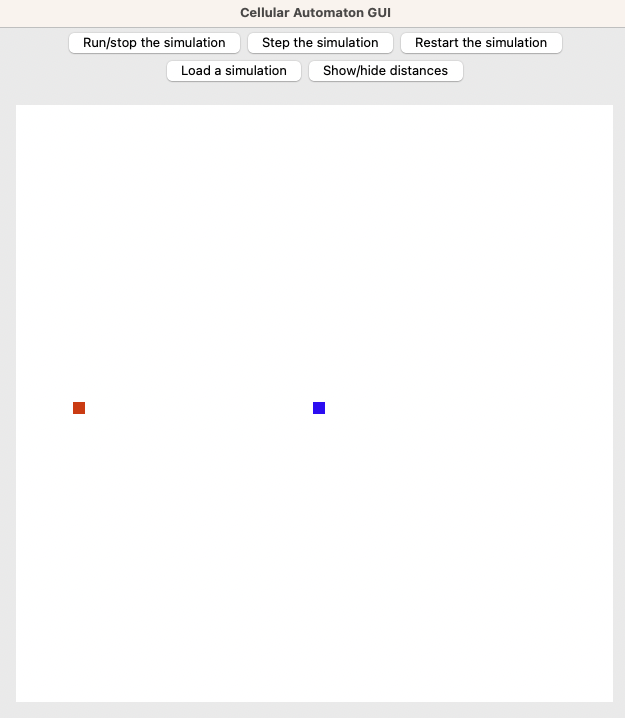 Cellular Automaton GUI
Run/stop the simulation Step the simulation Restart the simulation
Load a simulation Show/hide distances